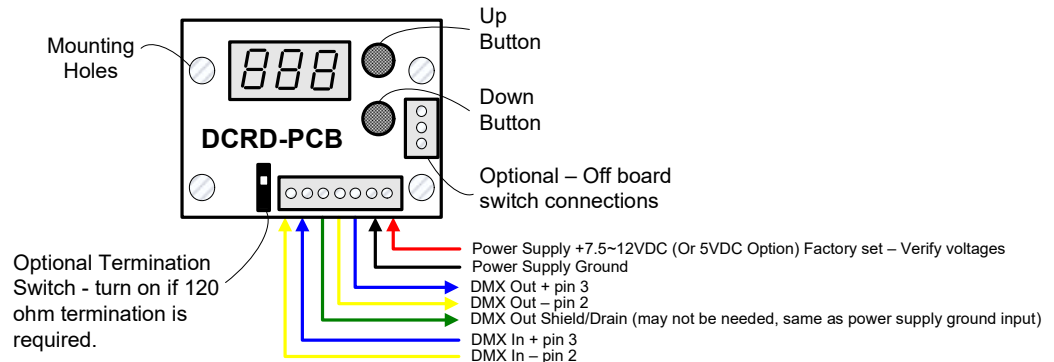 Up
Button
Mounting
Holes
888
Down
Button
DCRD-PCB
Optional – Off board
switch connections
Power Supply +7.5~12VDC (Or 5VDC Option) Factory set – Verify voltages
Power Supply Ground
Optional Termination
Switch - turn on if 120
ohm termination is
required.
DMX Out + pin 3
DMX Out – pin 2
DMX Out Shield/Drain (may not be needed, same as power supply ground input)
DMX In + pin 3
DMX In – pin 2